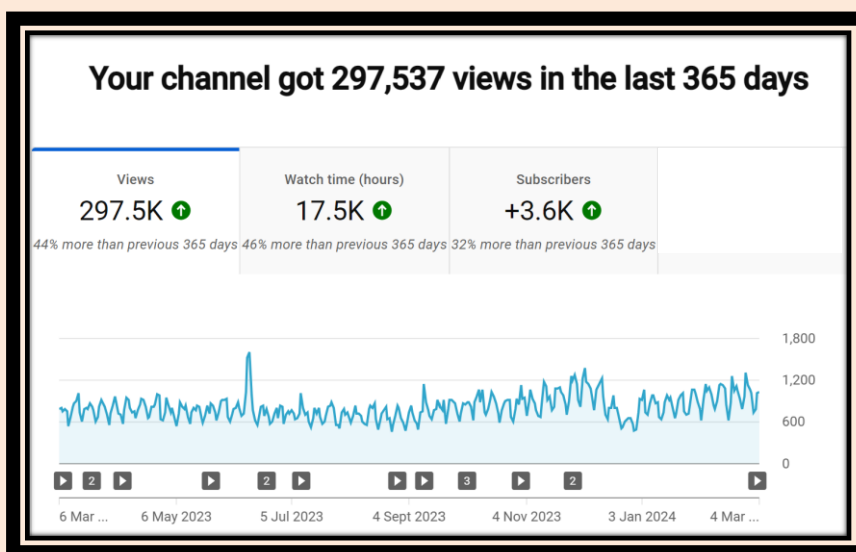 Your channel got 297,537 views in the last 365 days
Views
297.5K
44% more than previous 365 days
Watch time (hours)
17.5K
46% more than previous 365 days
Subscribers
+3.6K
32% more than previous 365 days
1,800
1,200
600
0
2
2
3
2
6 Mar ...
6 May 2023
5 Jul 2023
4 Sept 2023
4 Nov 2023
3 Jan 2024
4 Mar ...